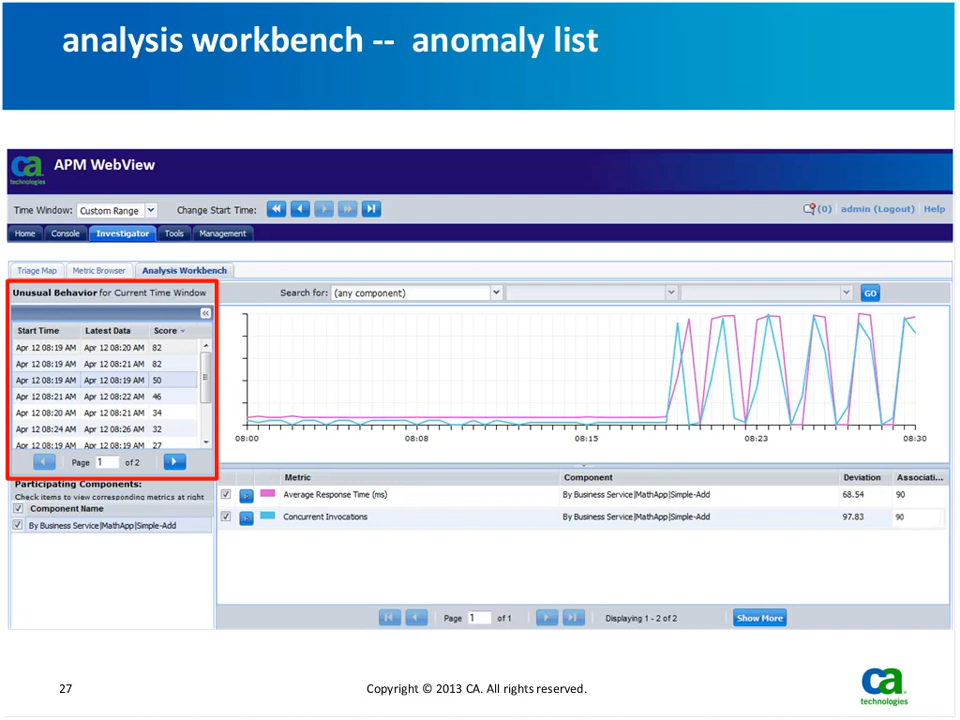 analysis workbench -- anomaly list
ca technologies
APM WebView
Time Window: Custom Range Change Start Time: (0) admin (Logout) Help
Home Console Investigator Tools Management
Triage Map Metric Browser Analysis Workbench
Unusual Behavior for Current Time Window
Search for: (any component) GO
Start Time Latest Data Score
Apr 12 08:19 AM Apr 12 08:20 AM 82
Apr 12 08:19 AM Apr 12 08:21 AM 82
Apr 12 08:19 AM Apr 12 08:19 AM 50
Apr 12 08:21 AM Apr 12 08:22 AM 46
Apr 12 08:20 AM Apr 12 08:21 AM 34
Apr 12 08:24 AM Apr 12 08:26 AM 32
Apr 12 08:19 AM Apr 12 08:19 AM 27
Page 1 of 2
08:00 08:08 08:15 08:23 08:30
Participating Components:
Check items to view corresponding metrics at right
Component Name
By Business Service|MathApp|Simple-Add
Metric Component Deviation Associati...
Average Response Time (ms) By Business Service|MathApp|Simple-Add 68.54 90
Concurrent Invocations By Business Service|MathApp|Simple-Add 97.83 90
Page 1 of 1 Displaying 1 - 2 of 2 Show More
27 Copyright © 2013 CA. All rights reserved.
ca technologies